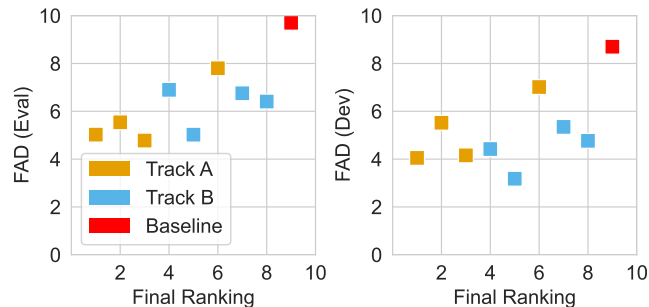 FAD (Eval)
10
8
6
4
2
0
Track A
Track B
Baseline
2 4 6 8 10
Final Ranking
FAD (Dev)
10
8
6
4
2
0
2 4 6 8 10
Final Ranking